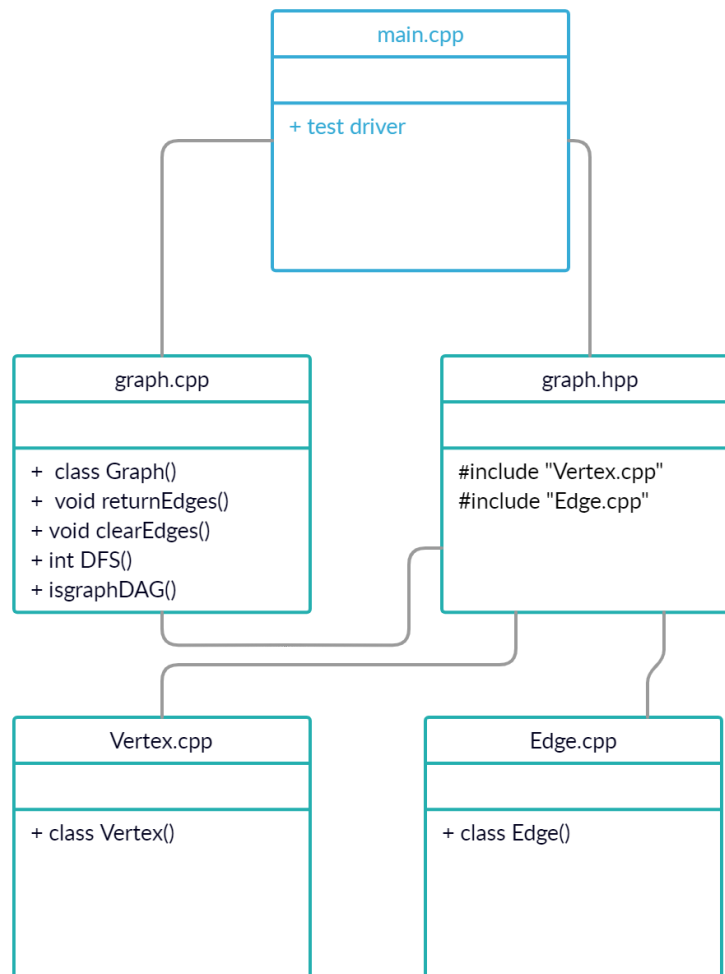 main.cpp
+ test driver
graph.cpp
+  class Graph()
+  void returnEdges()
+ void clearEdges()
+ int DFS()
+ isgraphDAG()
graph.hpp
#include "Vertex.cpp"
#include "Edge.cpp"
Vertex.cpp
+ class Vertex()
Edge.cpp
+ class Edge()